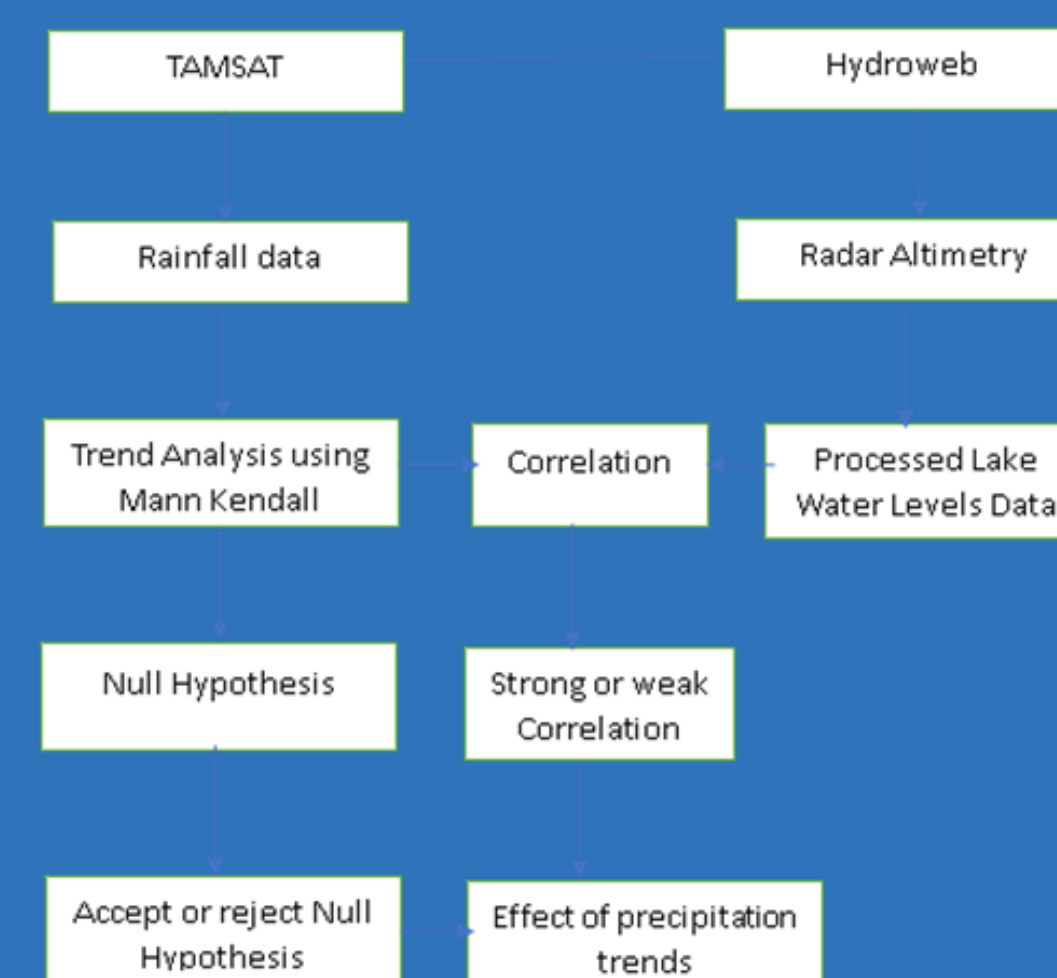 TAMSAT
Hydroweb
Rainfall data
Radar Altimetry
Trend Analysis using
Mann Kendall
Correlation
Processed Lake
Water Levels Data
Null Hypothesis
Strong or weak
Correlation
Accept or reject Null
Hypothesis
Effect of precipitation
trends